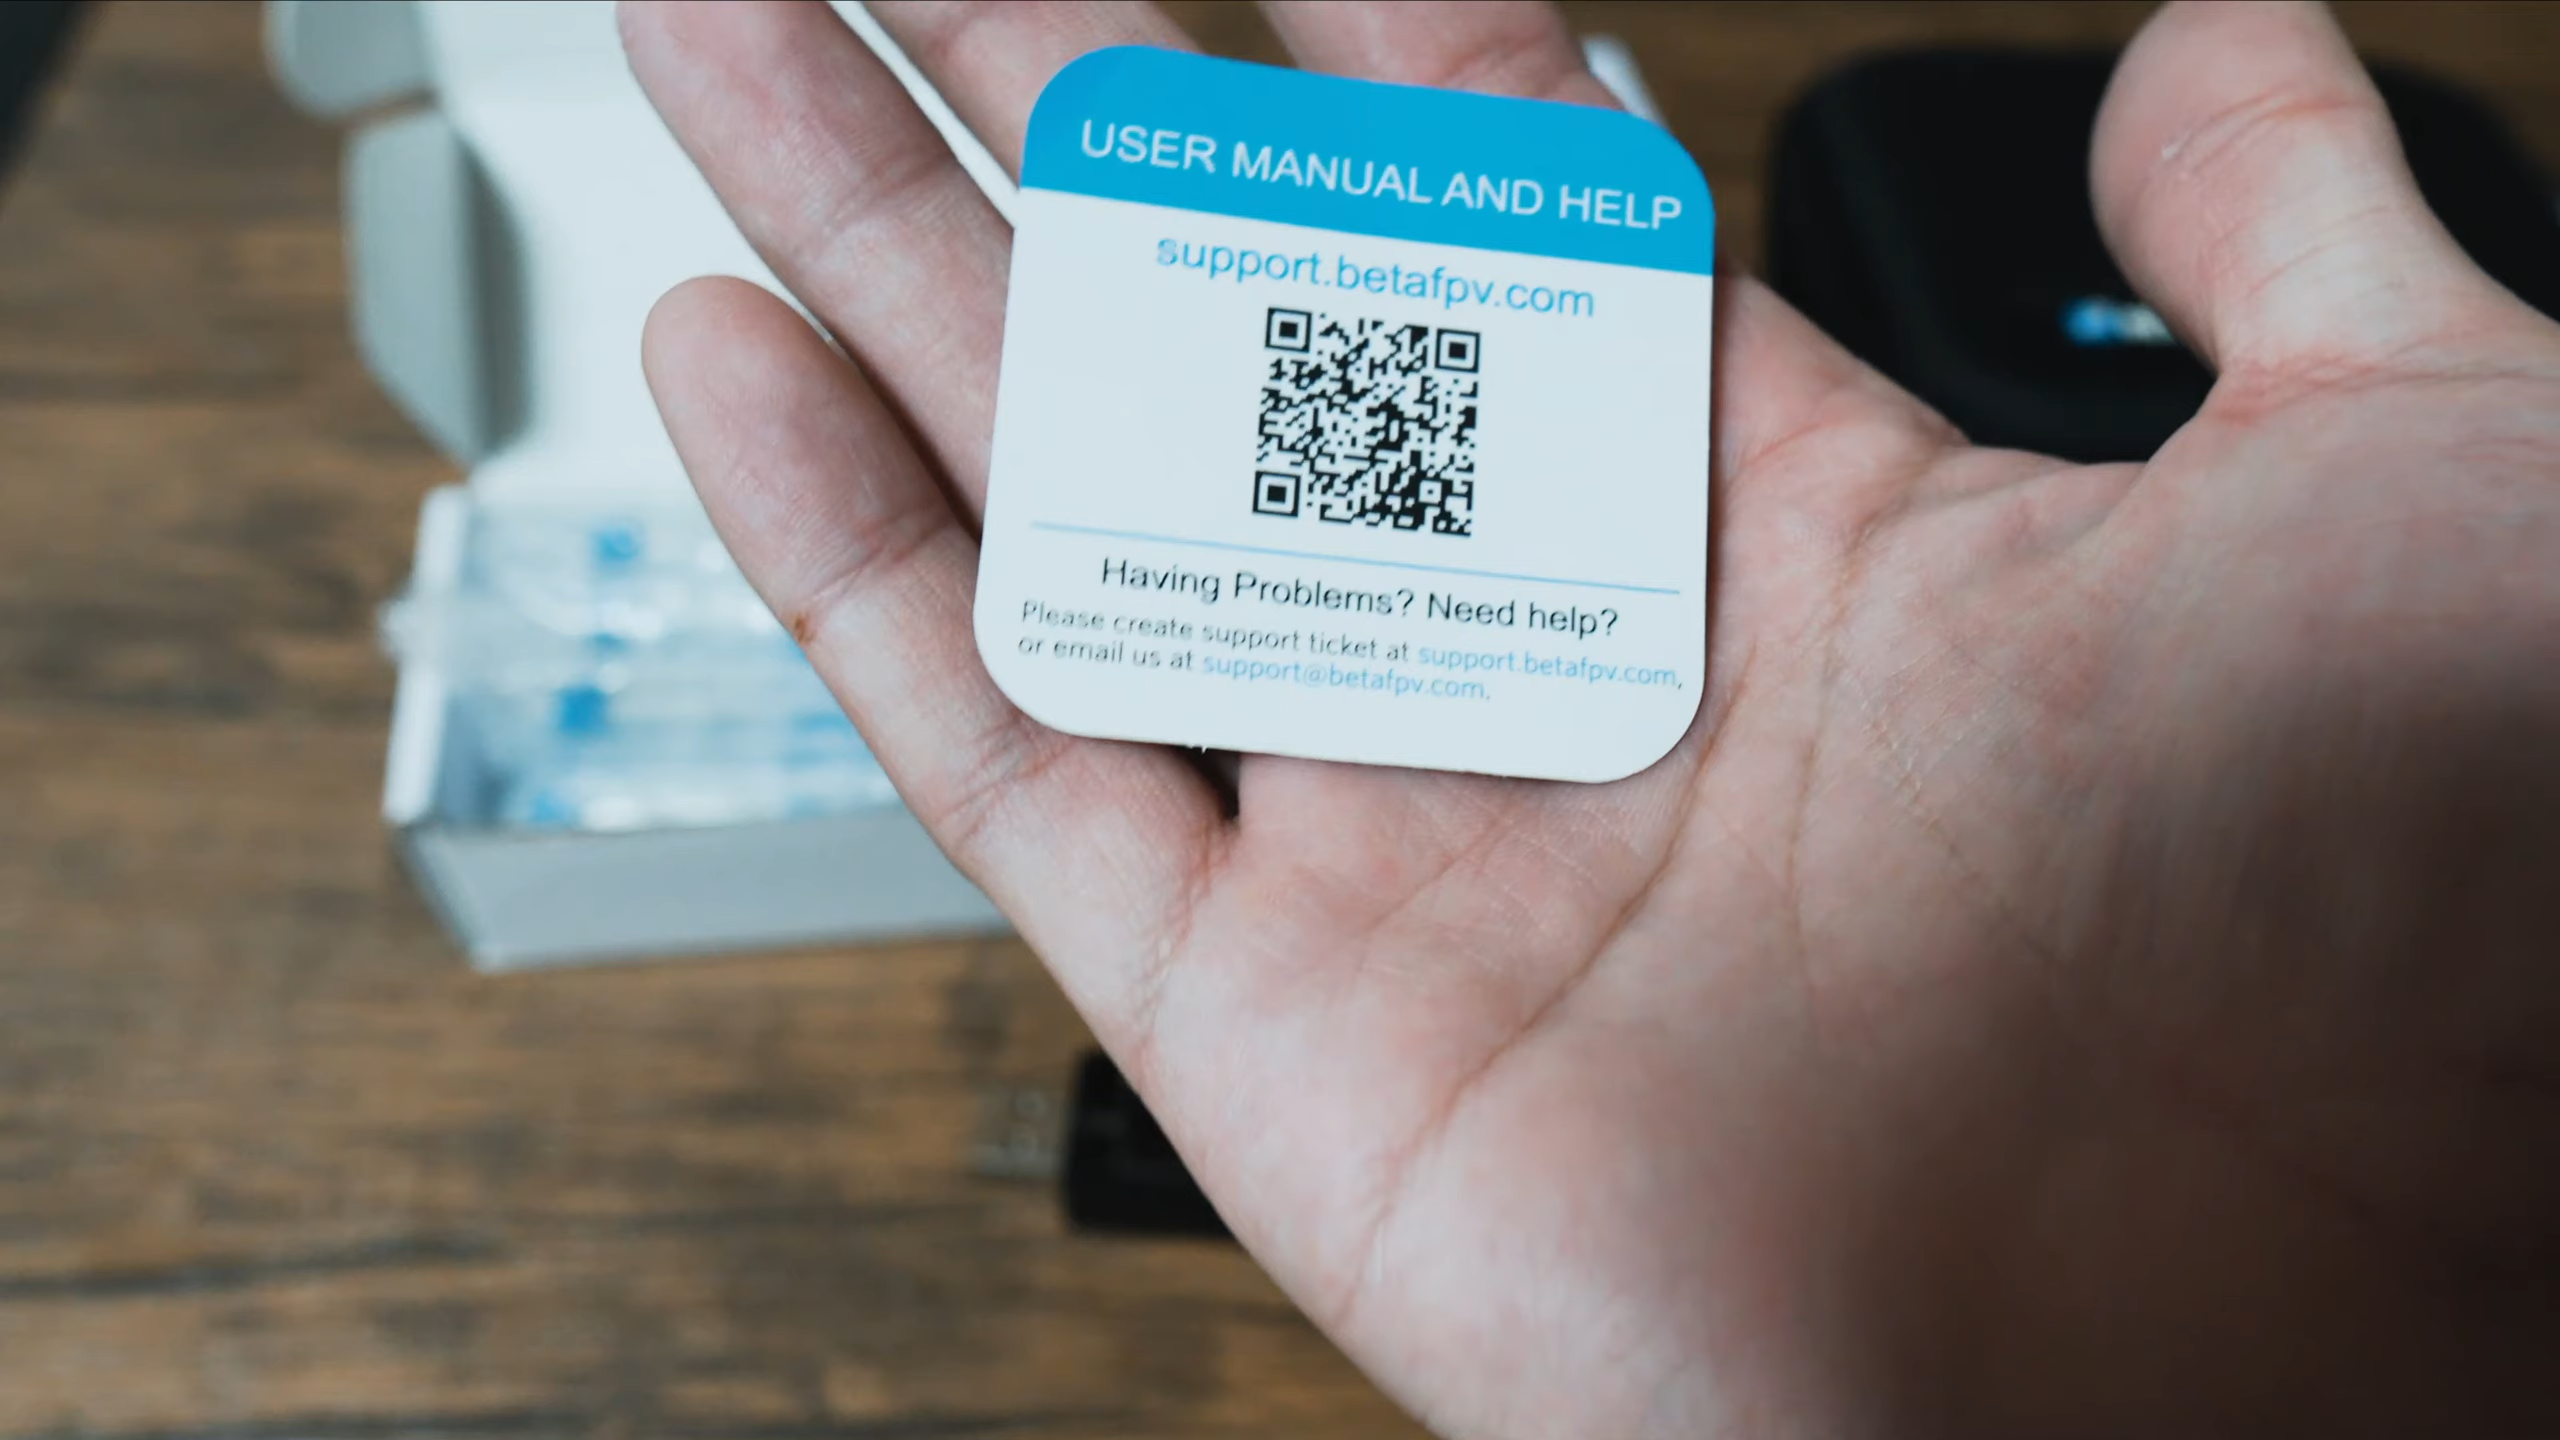 USER MANUAL AND HELP
support.betafpv.com
Having Problems? Need help?
Please create support ticket at support.betafpv.com,
or email us at support@betafpv.com.